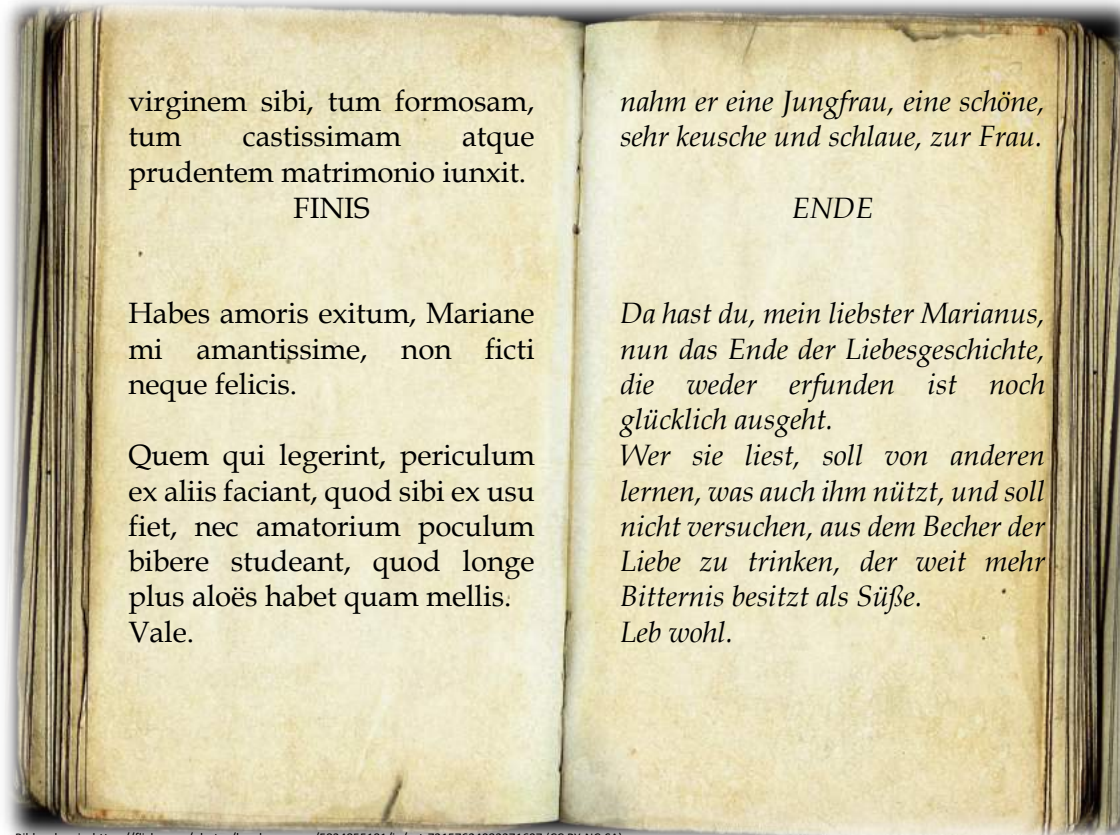 virginem sibi, tum formosam,
tum castissimam atque
prudentem matrimonio iunxit.
FINIS
Habes amoris exitum, Mariane
mi amantissime, non ficti
neque felicis.
Quem qui legerint, periculum
ex aliis faciant, quod sibi ex usu
fiet, nec amatorium poculum
bibere studeant, quod longe
plus aloës habet quam mellis.
Vale.
nahm er eine Jungfrau, eine schöne,
sehr keusche und schlaue, zur Frau.
ENDE
Da hast du, mein liebster Marianus,
nun das Ende der Liebesgeschichte,
die weder erfunden ist noch
glücklich ausgeht.
Wer sie liest, soll von anderen
lernen, was auch ihm nützt, und soll
nicht versuchen, aus dem Becher der
Liebe zu trinken, der weit mehr
Bitternis besitzt als Süße.
Leb wohl.